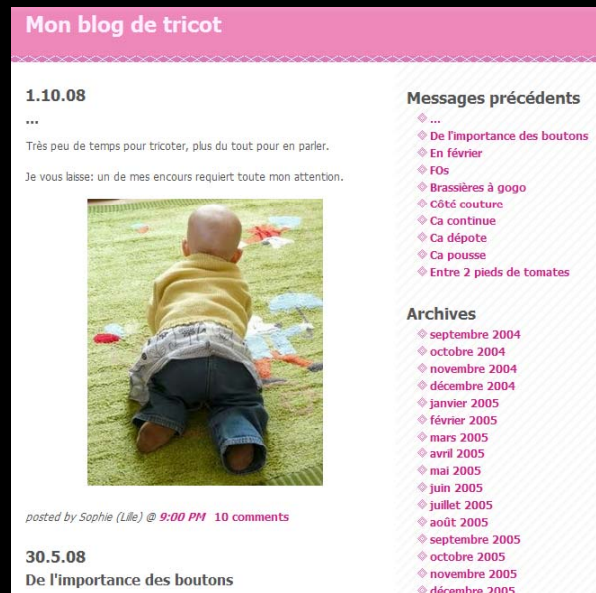 Mon blog de tricot
1.10.08
...
Très peu de temps pour tricoter, plus du tout pour en parler.
Je vous laisse: un de mes encours requiert toute mon attention.
posted by Sophie (Lille) @ 9:00 PM 10 comments
30.5.08
De l'importance des boutons
Messages précédents
...
De l'importance des boutons
En février
FOs
Brassières à gogo
Côté couture
Ca continue
Ca dépote
Ca pousse
Entre 2 pieds de tomates
Archives
septembre 2004
octobre 2004
novembre 2004
décembre 2004
janvier 2005
février 2005
mars 2005
avril 2005
mai 2005
juin 2005
juillet 2005
août 2005
septembre 2005
octobre 2005
novembre 2005
décembre 2005